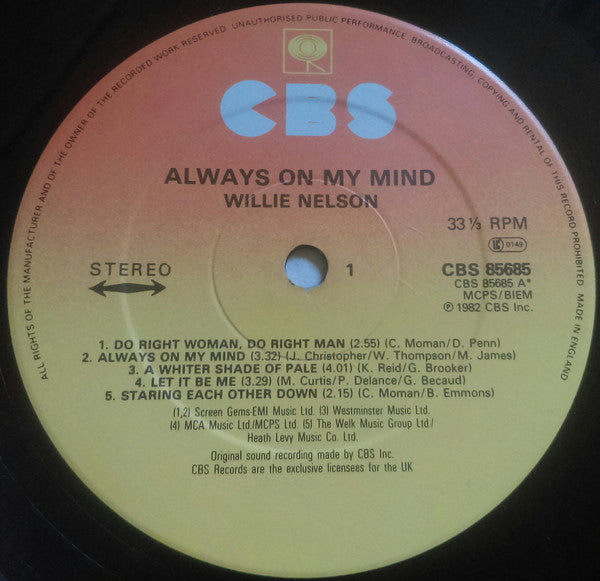 ALL RIGHTS OF THE MANUFACTURER AND OF THE OWNER OF THE RECORDED WORK RESERVED UNAUTHORISED PUBLIC PERFORMANCE, BROADCASTING, COPYING AND RENTAL OF THIS RECORD PROHIBITED MADE IN ENGLAND
CBS
ALWAYS ON MY MIND
WILLIE NELSON
33⅓ RPM
LC 0149
STEREO
1
CBS 85685
CBS 85685 A*
MCPS/BIEM
℗ 1982 CBS Inc.
1. DO RIGHT WOMAN, DO RIGHT MAN (2.55) (C. Moman/D. Penn)
2. ALWAYS ON MY MIND (3.32) (J. Christopher/W. Thompson/M. James)
3. A WHITER SHADE OF PALE (4.01) (K. Reid/G. Brooker)
4. LET IT BE ME (3.29) (M. Curtis/P. Delance/G. Becaud)
5. STARING EACH OTHER DOWN (2.15) (C. Moman/B. Emmons)
(1,2) Screen Gems-EMI Music Ltd. (3) Westminster Music Ltd.
(4) MCA Music Ltd./MCPS Ltd. (5) The Welk Music Group Ltd./
Heath Levy Music Co. Ltd.
Original sound recording made by CBS Inc.
CBS Records are the exclusive licensees for the UK